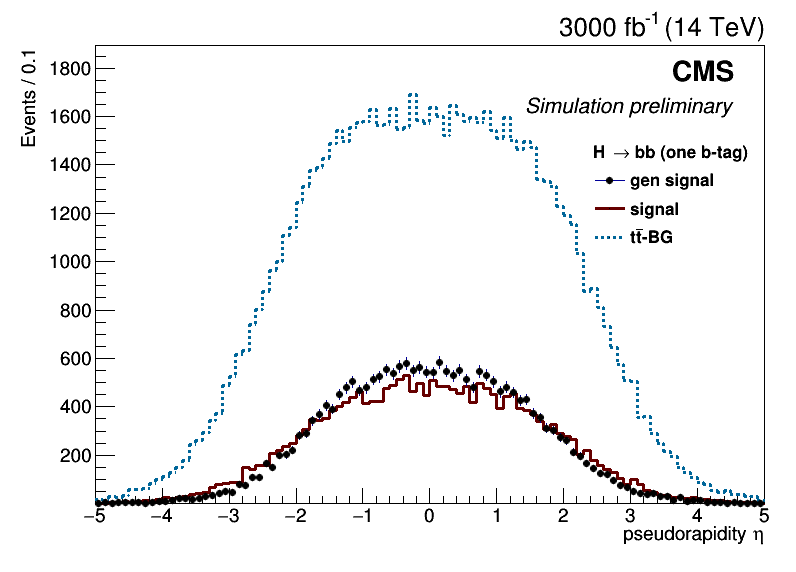 3000 fb-1 (14 TeV)
Events / 0.1
CMS
Simulation preliminary
H → bb (one b-tag)
gen signal
signal
tt̄-BG
1800
1600
1400
1200
1000
800
600
400
200
−5 −4 −3 −2 −1 0 1 2 3 4 5
pseudorapidity η